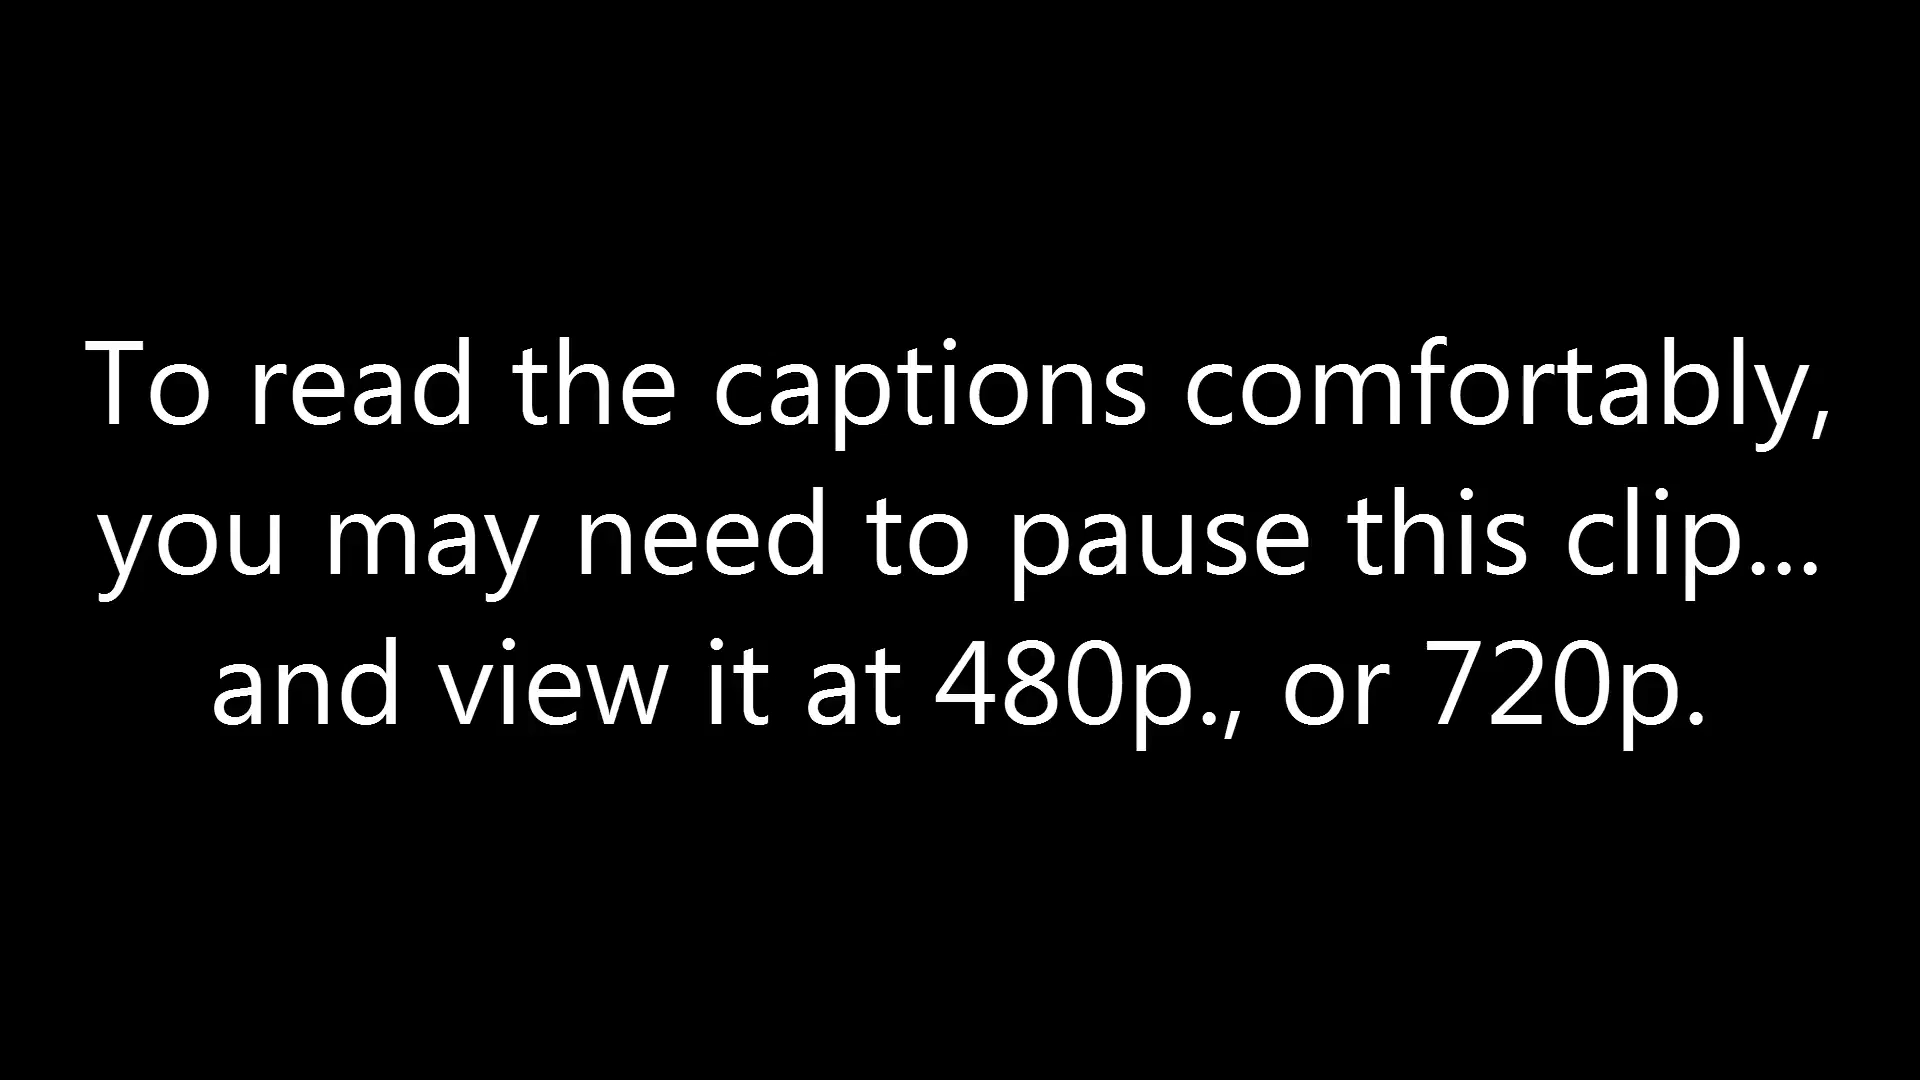 To read the captions comfortably,
you may need to pause this clip...
and view it at 480p., or 720p.